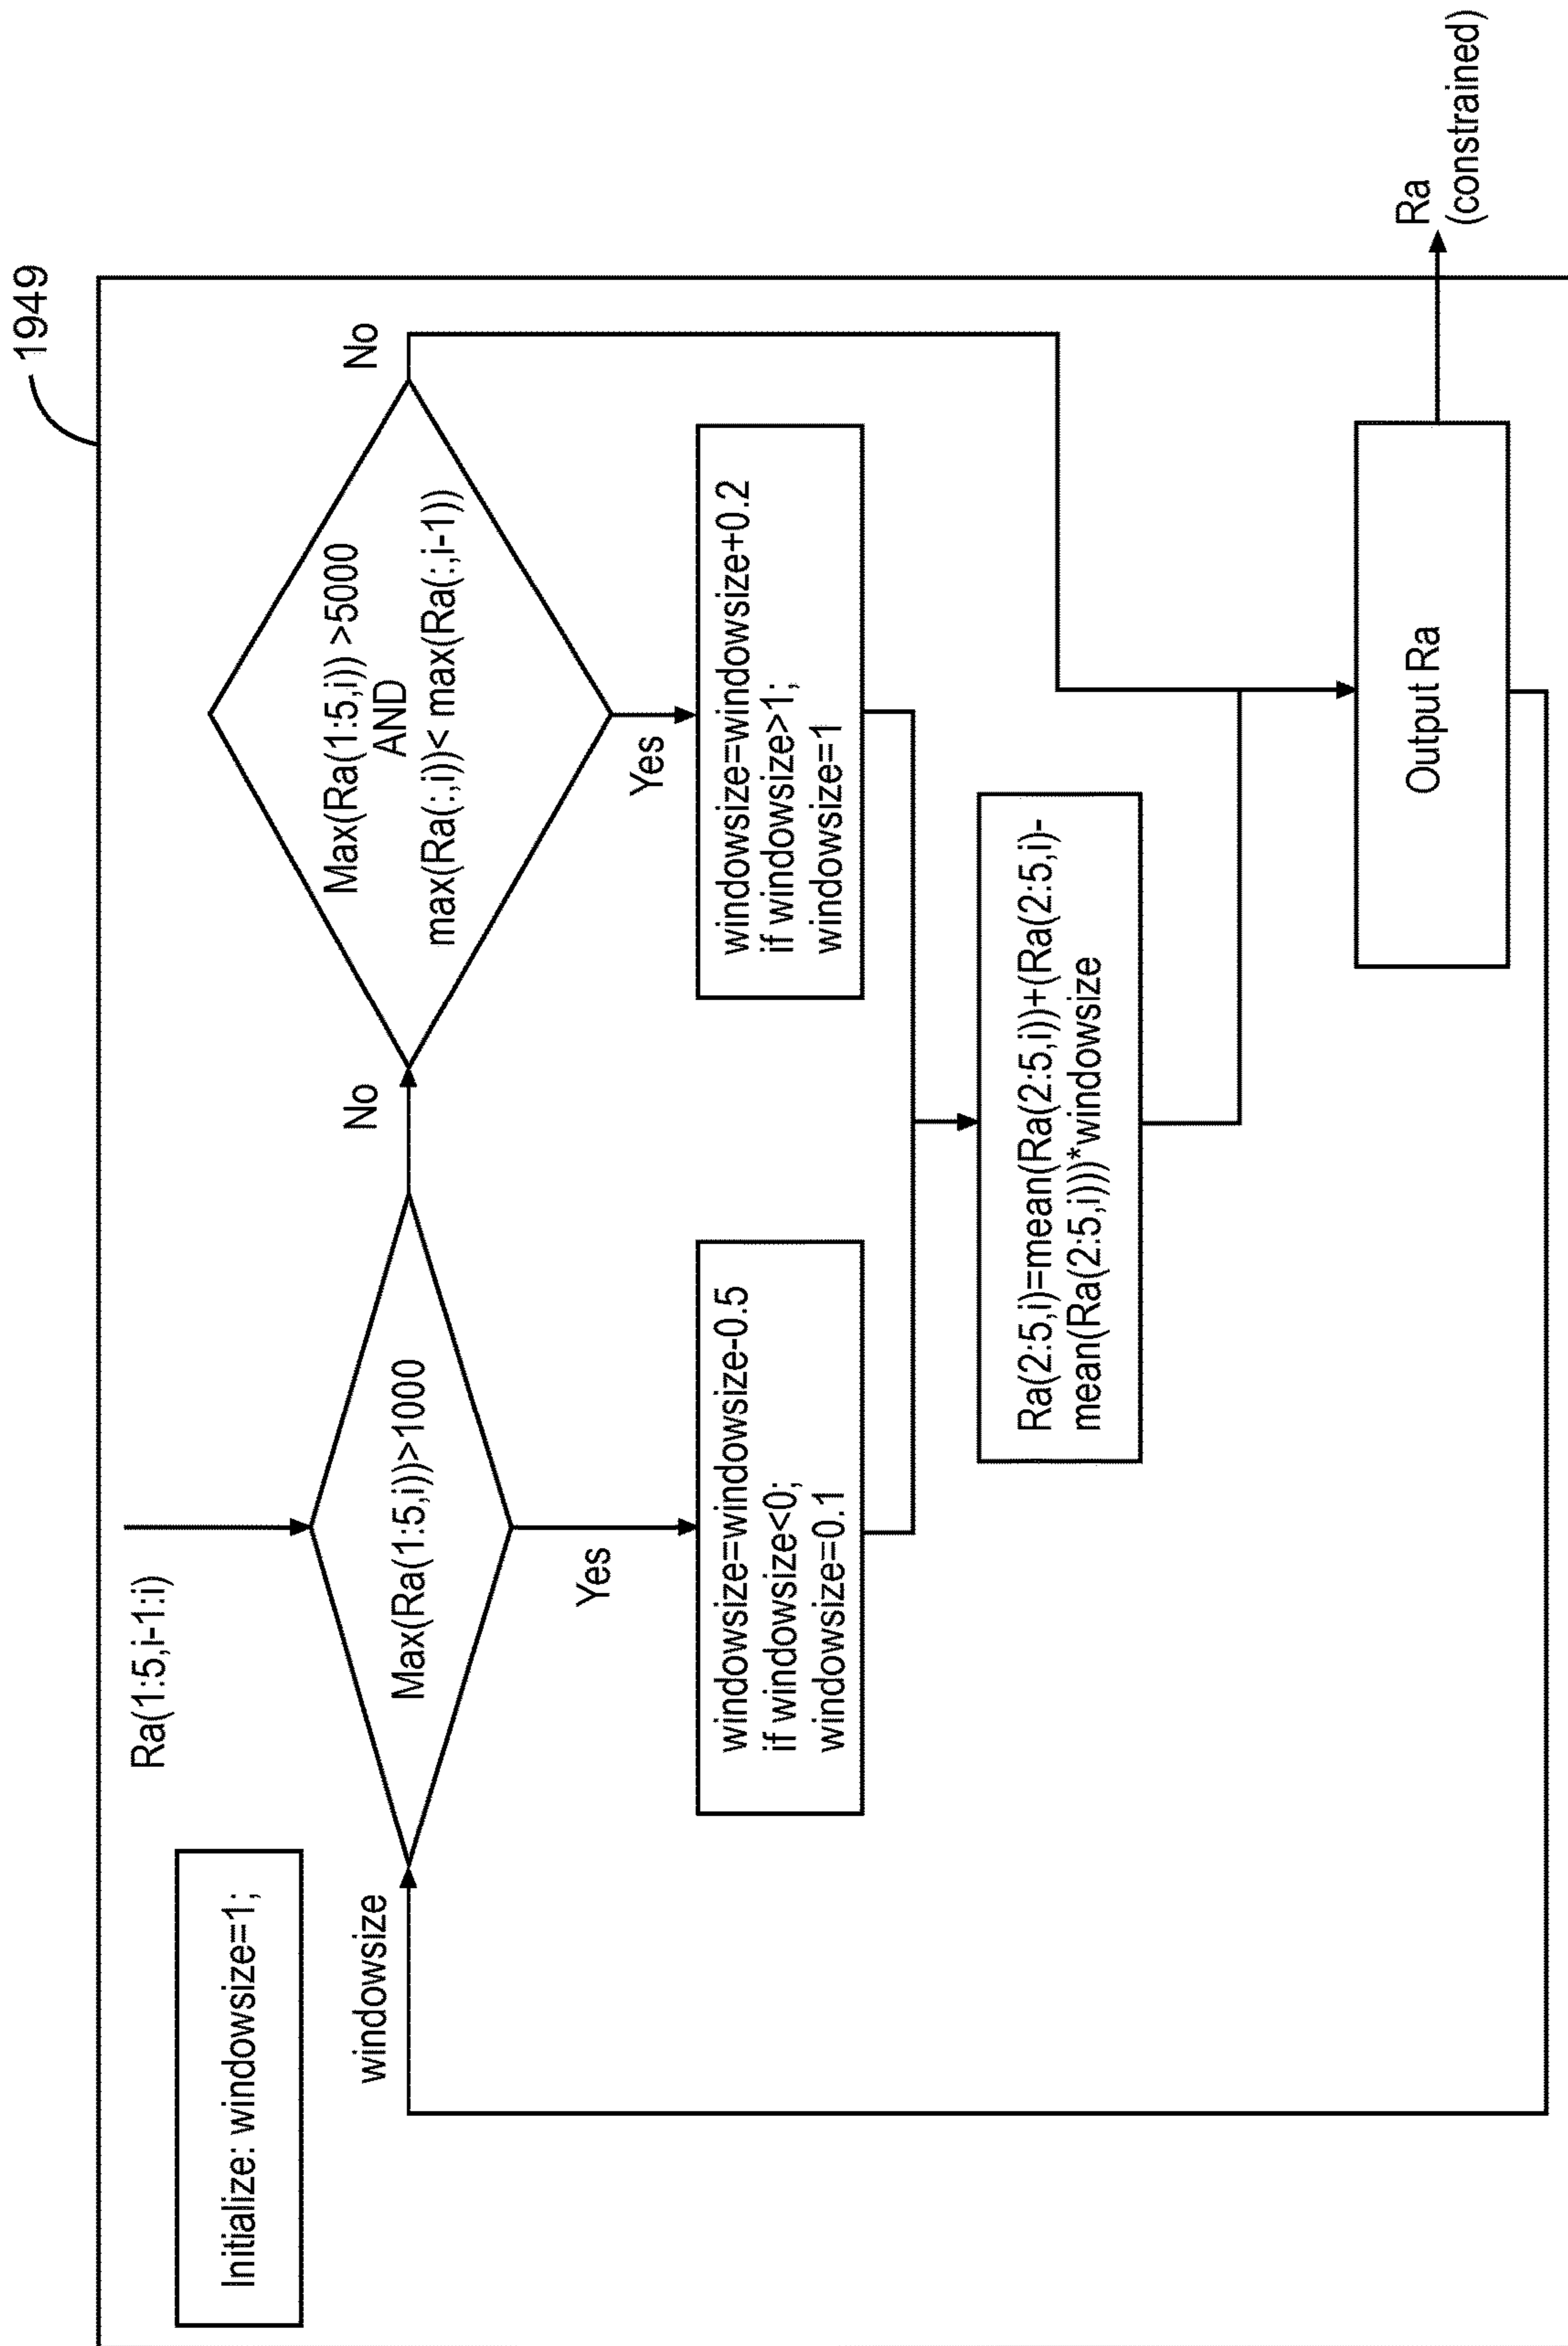 1949
Initialize: windowsize=1;
Ra(1:5,i-1:i)
windowsize
Max(Ra(1:5,i))>1000
No
Max(Ra(1:5,i)) >5000
AND
max(Ra(:,i))< max(Ra(:,i-1))
No
Yes
Yes
windowsize=windowsize-0.5
if windowsize<0;
windowsize=0.1
windowsize=windowsize+0.2
if windowsize>1;
windowsize=1
Ra(2:5,i)=mean(Ra(2:5,i))+(Ra(2:5,i)-
mean(Ra(2:5,i)))*windowsize
Output Ra
Ra
(constrained)